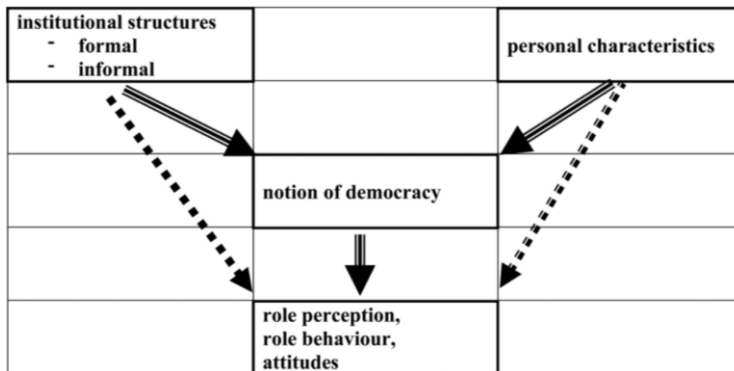 institutional structures
- formal
- informal
personal characteristics
notion of democracy
role perception,
role behaviour,
attitudes